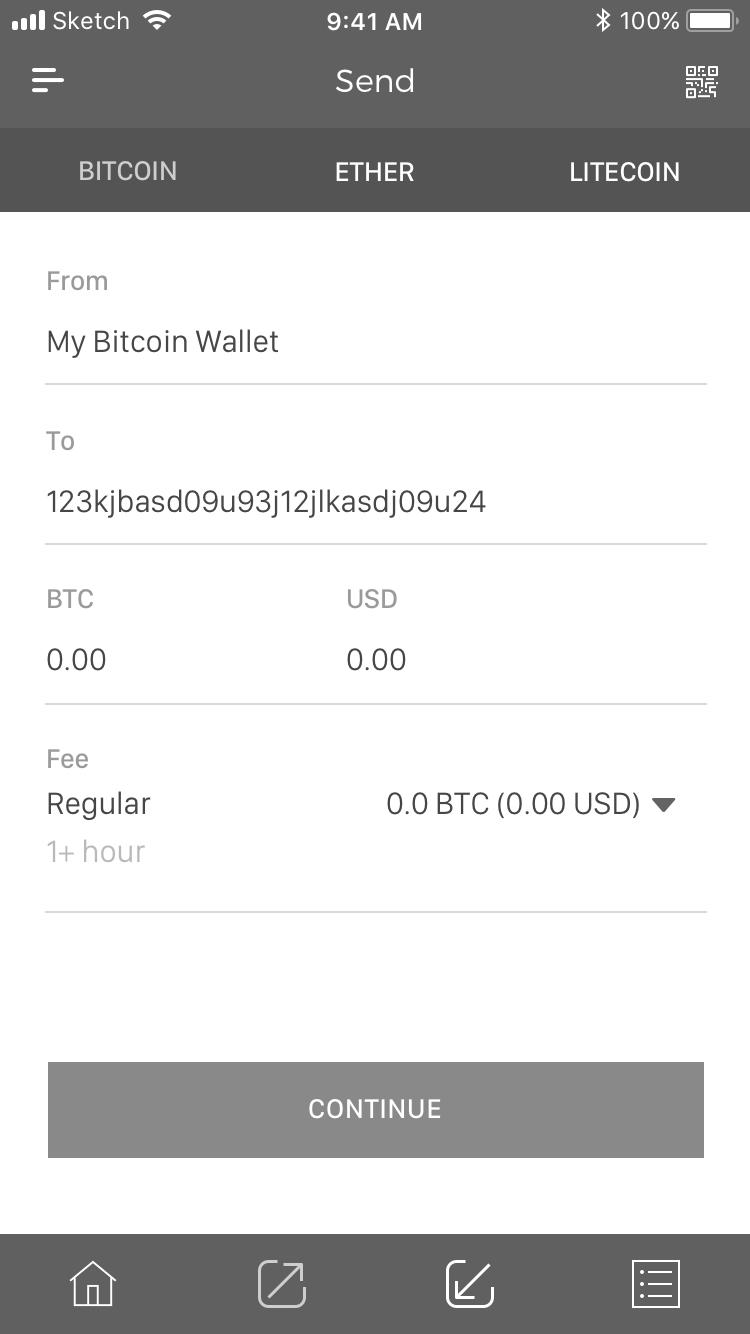 Sketch 9:41 AM 100%
Send
BITCOIN ETHER LITECOIN
From
My Bitcoin Wallet
To
123kjbasd09u93j12jlkasdj09u24
BTC USD
0.00 0.00
Fee
Regular 0.0 BTC (0.00 USD)
1+ hour
CONTINUE